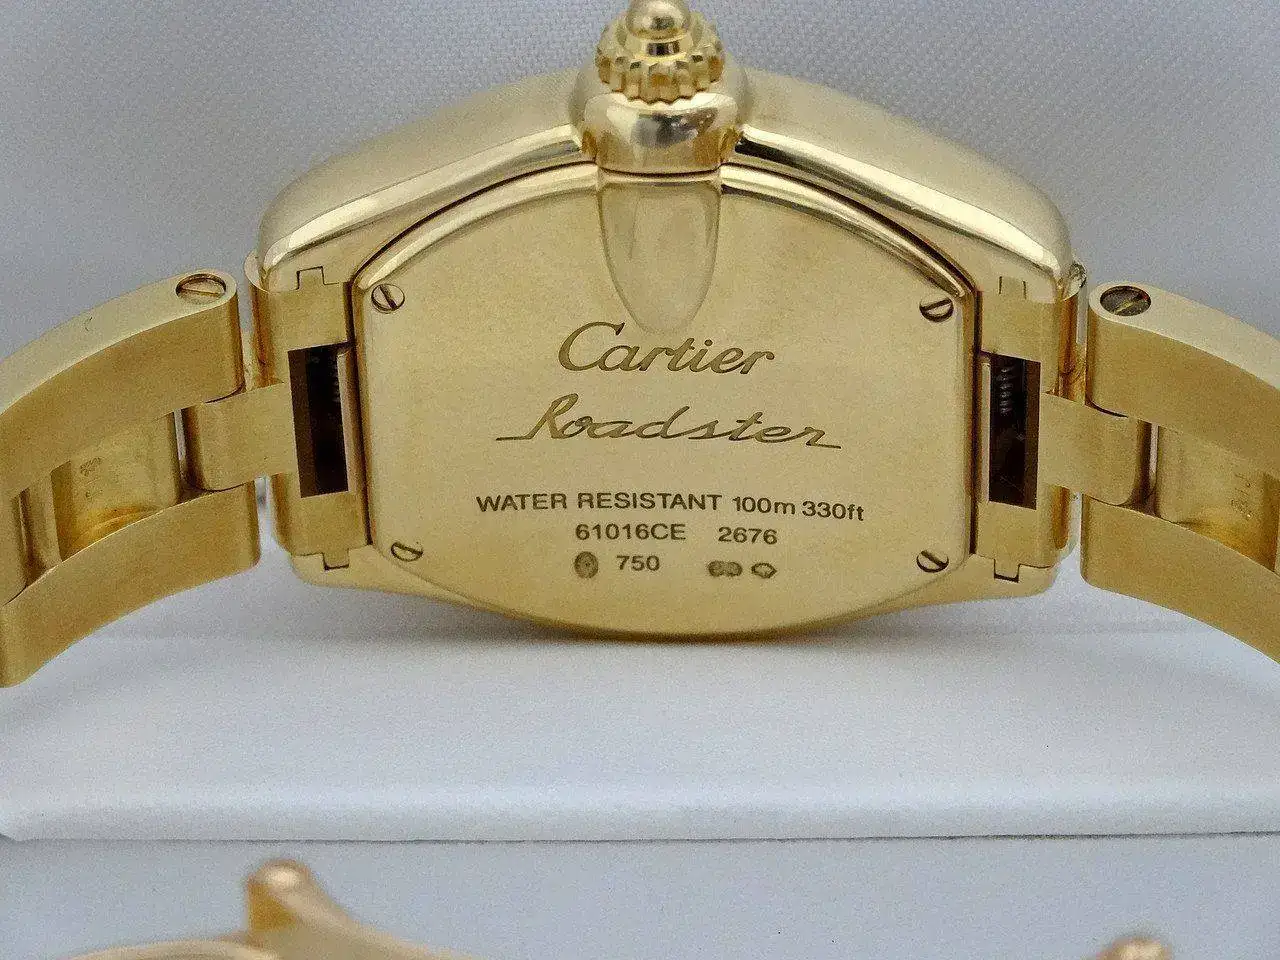 Cartier
Roadster
WATER RESISTANT 100m 330ft
61016CE 2676
750